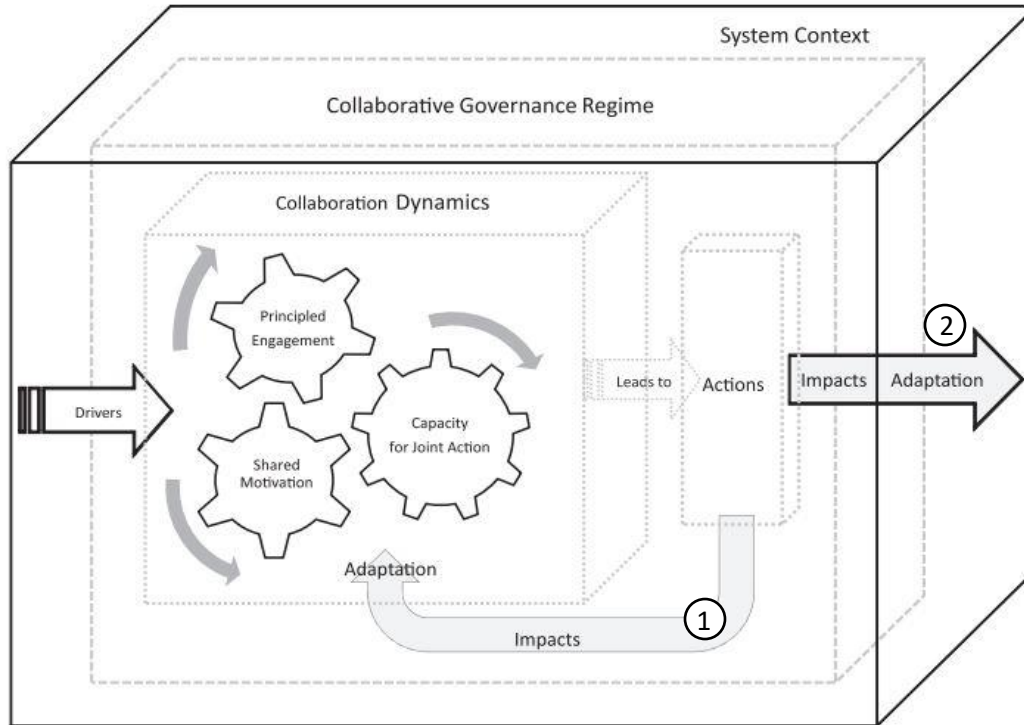 System Context
Collaborative Governance Regime
Collaboration Dynamics
Principled
Engagement
Capacity
for Joint Action
Shared
Motivation
Drivers
Leads to
Actions
Impacts
Adaptation
2
Adaptation
Impacts
1